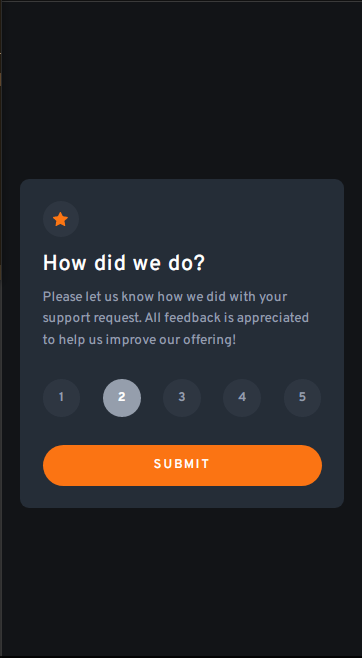 How did we do?
Please let us know how we did with your
support request. All feedback is appreciated
to help us improve our offering!
1 2 3 4 5
SUBMIT